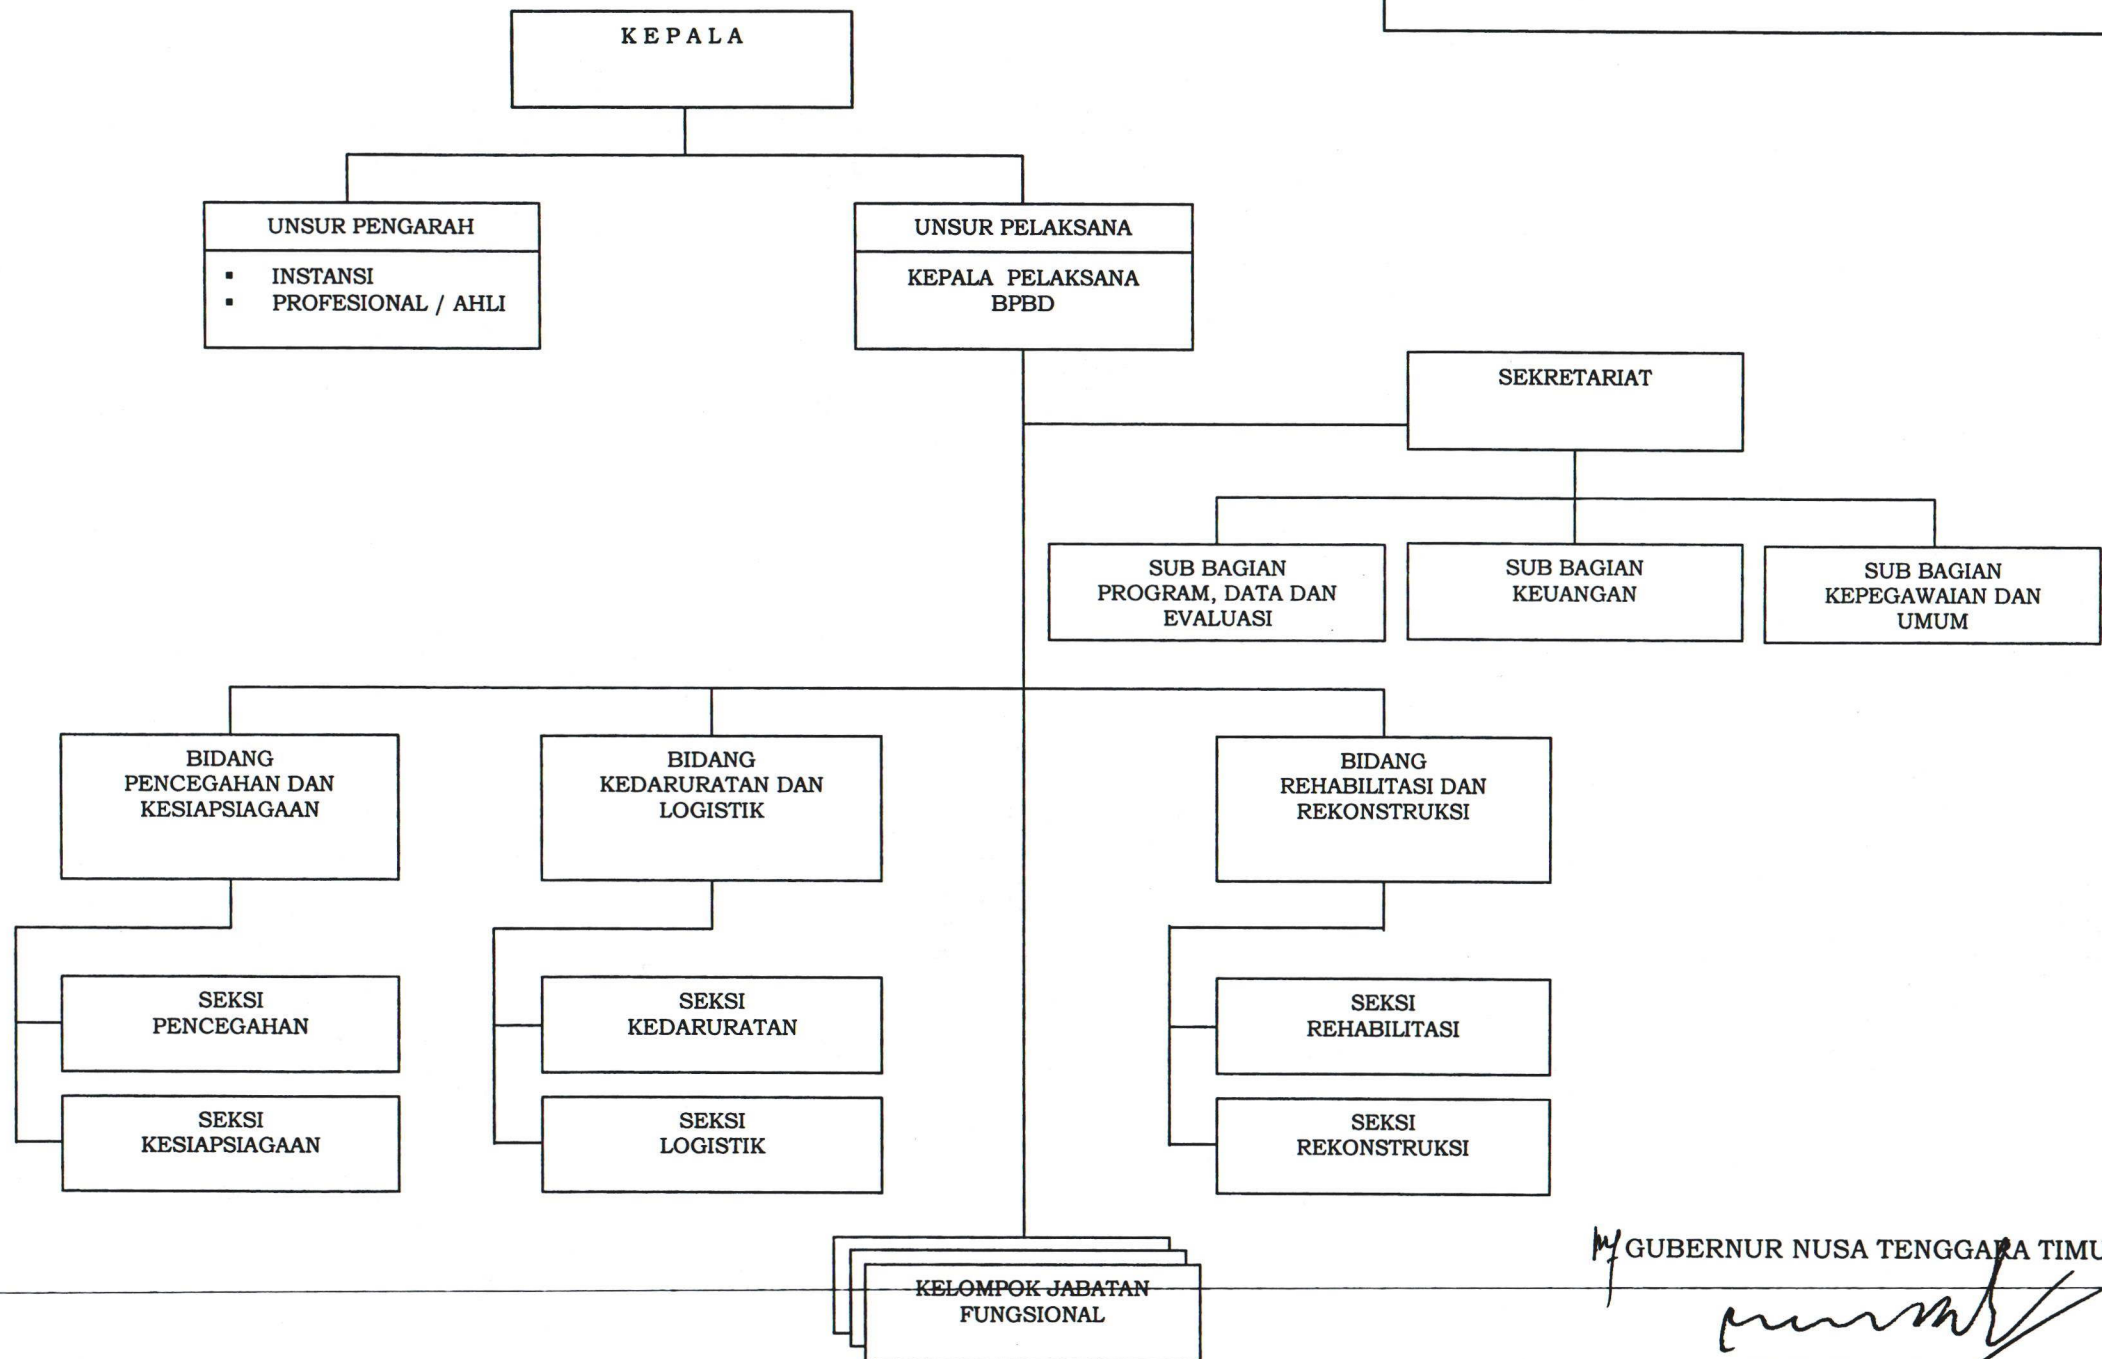 KEPALA
UNSUR PENGARAH
▪ INSTANSI
▪ PROFESIONAL / AHLI
UNSUR PELAKSANA
KEPALA PELAKSANA
BPBD
SEKRETARIAT
SUB BAGIAN
PROGRAM, DATA DAN
EVALUASI
SUB BAGIAN
KEUANGAN
SUB BAGIAN
KEPEGAWAIAN DAN
UMUM
BIDANG
PENCEGAHAN DAN
KESIAPSIAGAAN
BIDANG
KEDARURATAN DAN
LOGISTIK
BIDANG
REHABILITASI DAN
REKONSTRUKSI
SEKSI
PENCEGAHAN
SEKSI
KESIAPSIAGAAN
SEKSI
KEDARURATAN
SEKSI
LOGISTIK
SEKSI
REHABILITASI
SEKSI
REKONSTRUKSI
KELOMPOK JABATAN
FUNGSIONAL
GUBERNUR NUSA TENGGARA TIMU